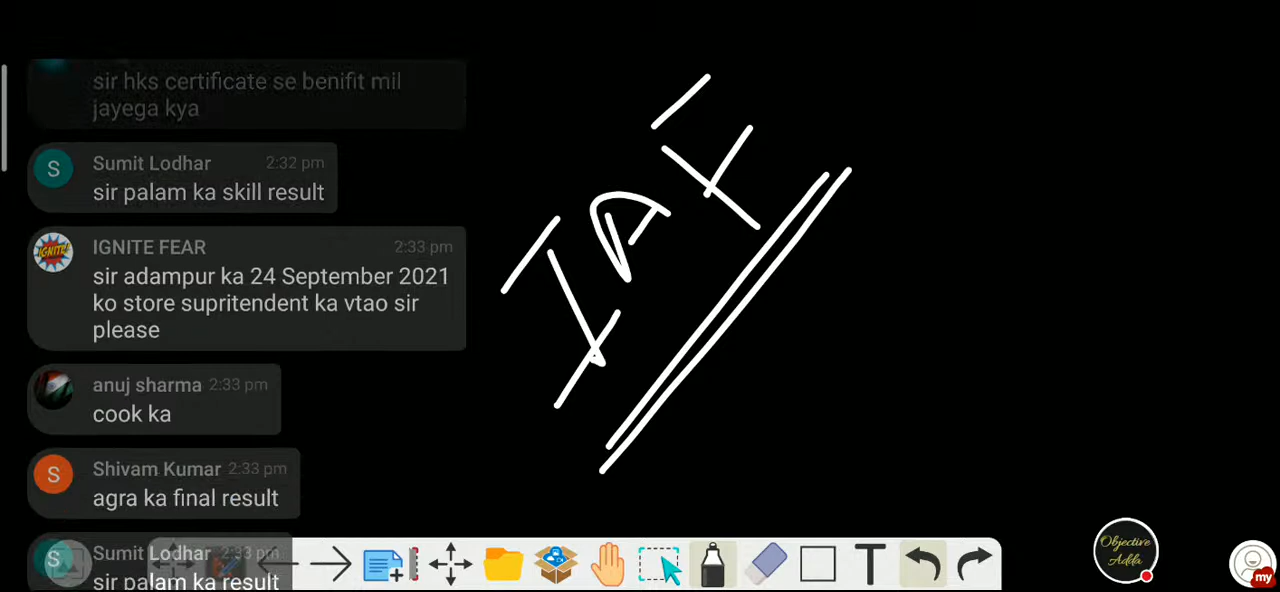 sir hks certificate se benifit mil
jayega kya
Sumit Lodhar 2:32 pm
sir palam ka skill result
IGNITE FEAR 2:33 pm
sir adampur ka 24 September 2021
ko store supritendent ka vtao sir
please
anuj sharma 2:33 pm
cook ka
Shivam Kumar 2:33 pm
agra ka final result
Sumit Lodhar 2:33 pm
sir palam ka result
IAF
S
IGNITE
S
S
T
Objective
Adda
my